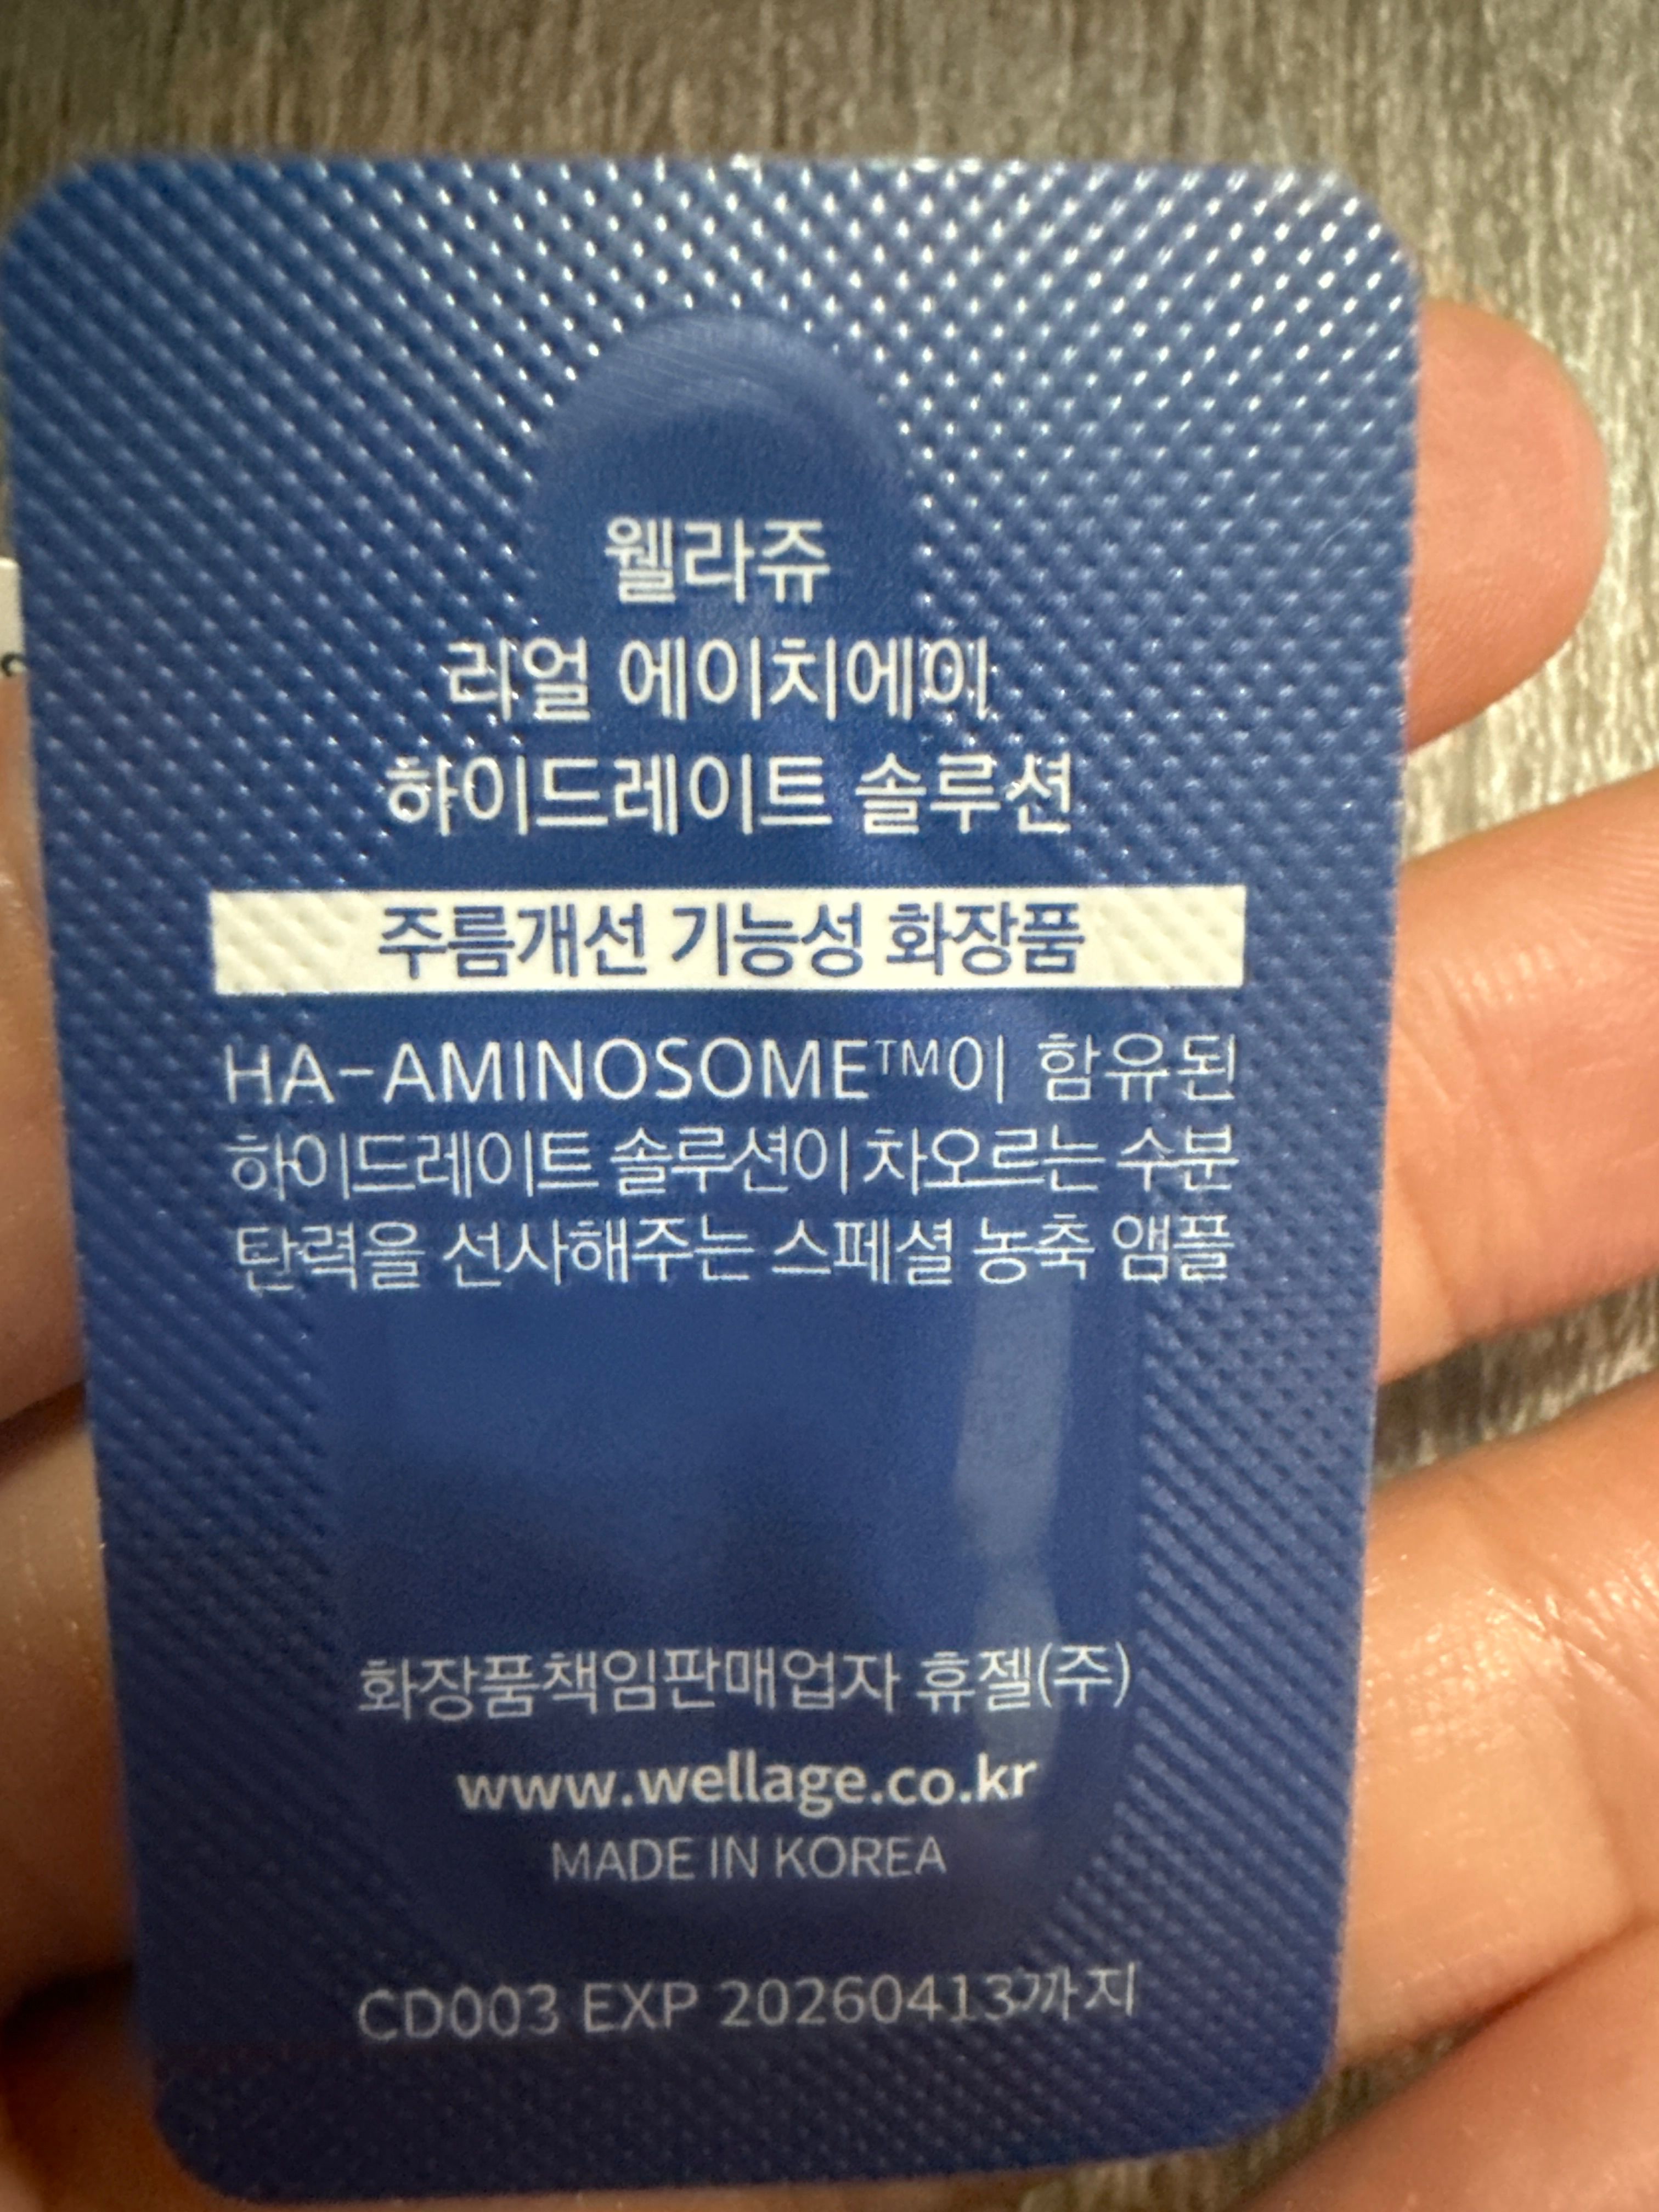 웰라쥬
리얼 에이치에이
하이드레이트 솔루션
주름개선 기능성 화장품
HA-AMINOSOME™이 함유된
하이드레이트 솔루션이 차오르는 수분
탄력을 선사해주는 스페셜 농축 앰플
화장품책임판매업자 휴젤(주)
www.wellage.co.kr
MADE IN KOREA
CD003 EXP 20260413까지